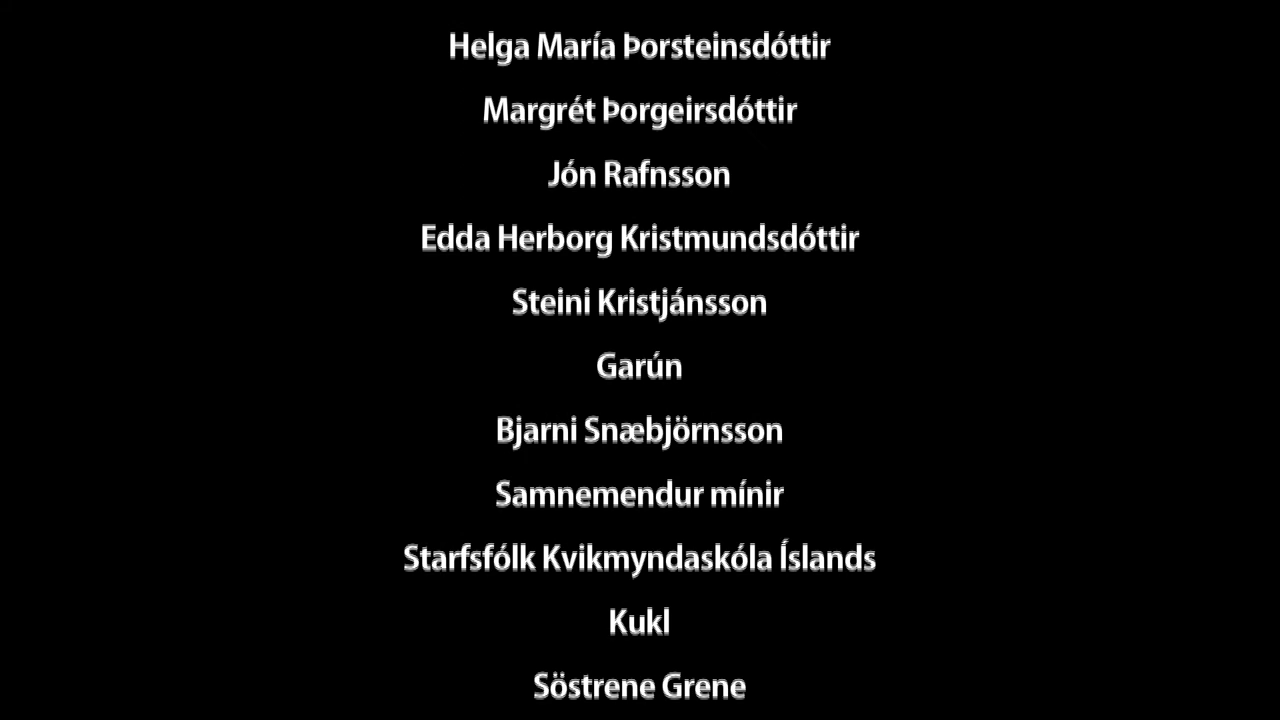 Helga María Þorsteinsdóttir
Margrét Þorgeirsdóttir
Jón Rafnsson
Edda Herborg Kristmundsdóttir
Steini Kristjánsson
Garún
Bjarni Snæbjörnsson
Samnemendur mínir
Starfsfólk Kvikmyndaskóla Íslands
Kukl
Söstrene Grene